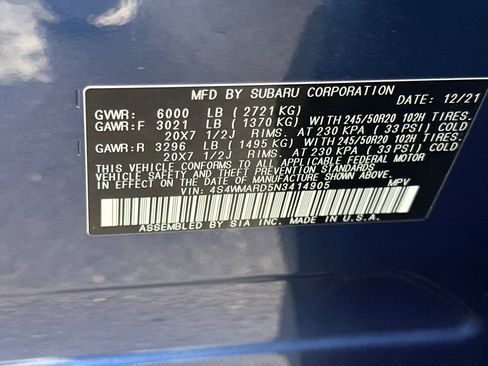 MFD BY SUBARU CORPORATION DATE: 12/21
GVWR: 6000 LB ( 2721 KG)
GAWR:F 3021 LB ( 1370 KG) WITH 245/50R20 102H TIRES.
20X7 1/2J RIMS. AT 230 KPA ( 33 PSI) COLD
GAWR:R 3296 LB ( 1495 KG) WITH 245/50R20 102H TIRES.
20X7 1/2J RIMS. AT 230 KPA ( 33 PSI) COLD
THIS VEHICLE CONFORMS TO ALL APPLICABLE FEDERAL MOTOR
VEHICLE SAFETY AND THEFT PREVENTION STANDARDS
IN EFFECT ON THE DATE OF MANUFACTURE SHOWN ABOVE.
VIN: 4S4WMARD5N3414905 MPV
ASSEMBLED BY SIA INC. MADE IN U.S.A.